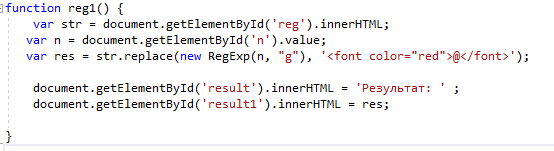 function reg1() {
var str = document.getElementById('reg').innerHTML;
var n = document.getElementById('n').value;
var res = str.replace(new RegExp(n, "g"), '<font color="red">@</font>');
document.getElementById('result').innerHTML = 'Результат: ' ;
document.getElementById('result1').innerHTML = res;
}